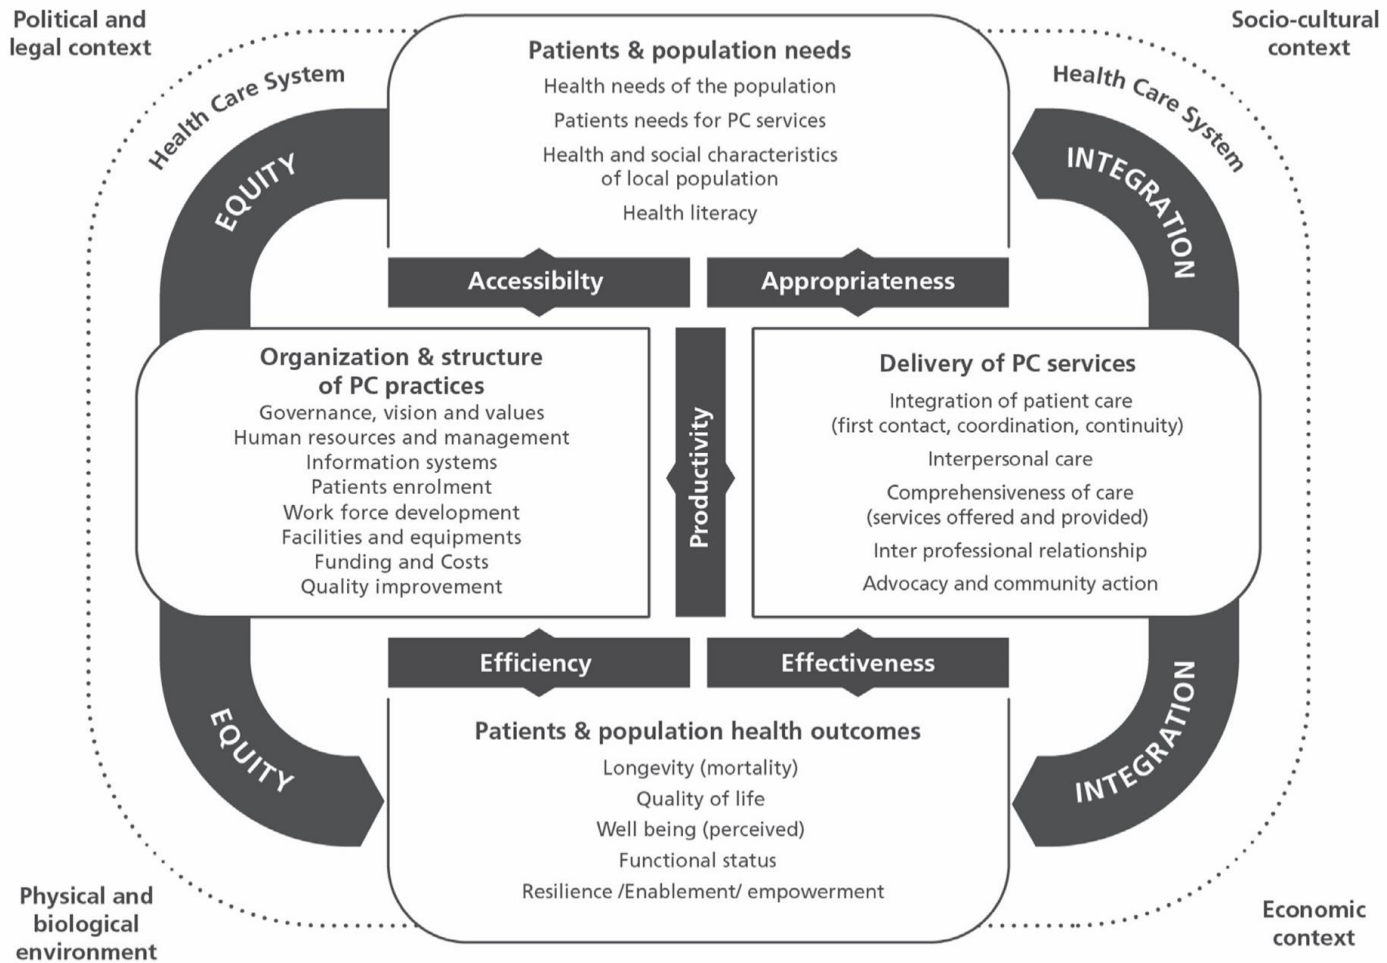 Political and
legal context
Socio-cultural
context
Health Care System
Health Care System
EQUITY
INTEGRATION
Patients & population needs
Health needs of the population
Patients needs for PC services
Health and social characteristics
of local population
Health literacy
Accessibilty
Appropriateness
Organization & structure
of PC practices
Governance, vision and values
Human resources and management
Information systems
Patients enrolment
Work force development
Facilities and equipments
Funding and Costs
Quality improvement
Productivity
Delivery of PC services
Integration of patient care
(first contact, coordination, continuity)
Interpersonal care
Comprehensiveness of care
(services offered and provided)
Inter professional relationship
Advocacy and community action
Efficiency
Effectiveness
EQUITY
INTEGRATION
Patients & population health outcomes
Longevity (mortality)
Quality of life
Well being (perceived)
Functional status
Resilience /Enablement/ empowerment
Physical and
biological
environment
Economic
context